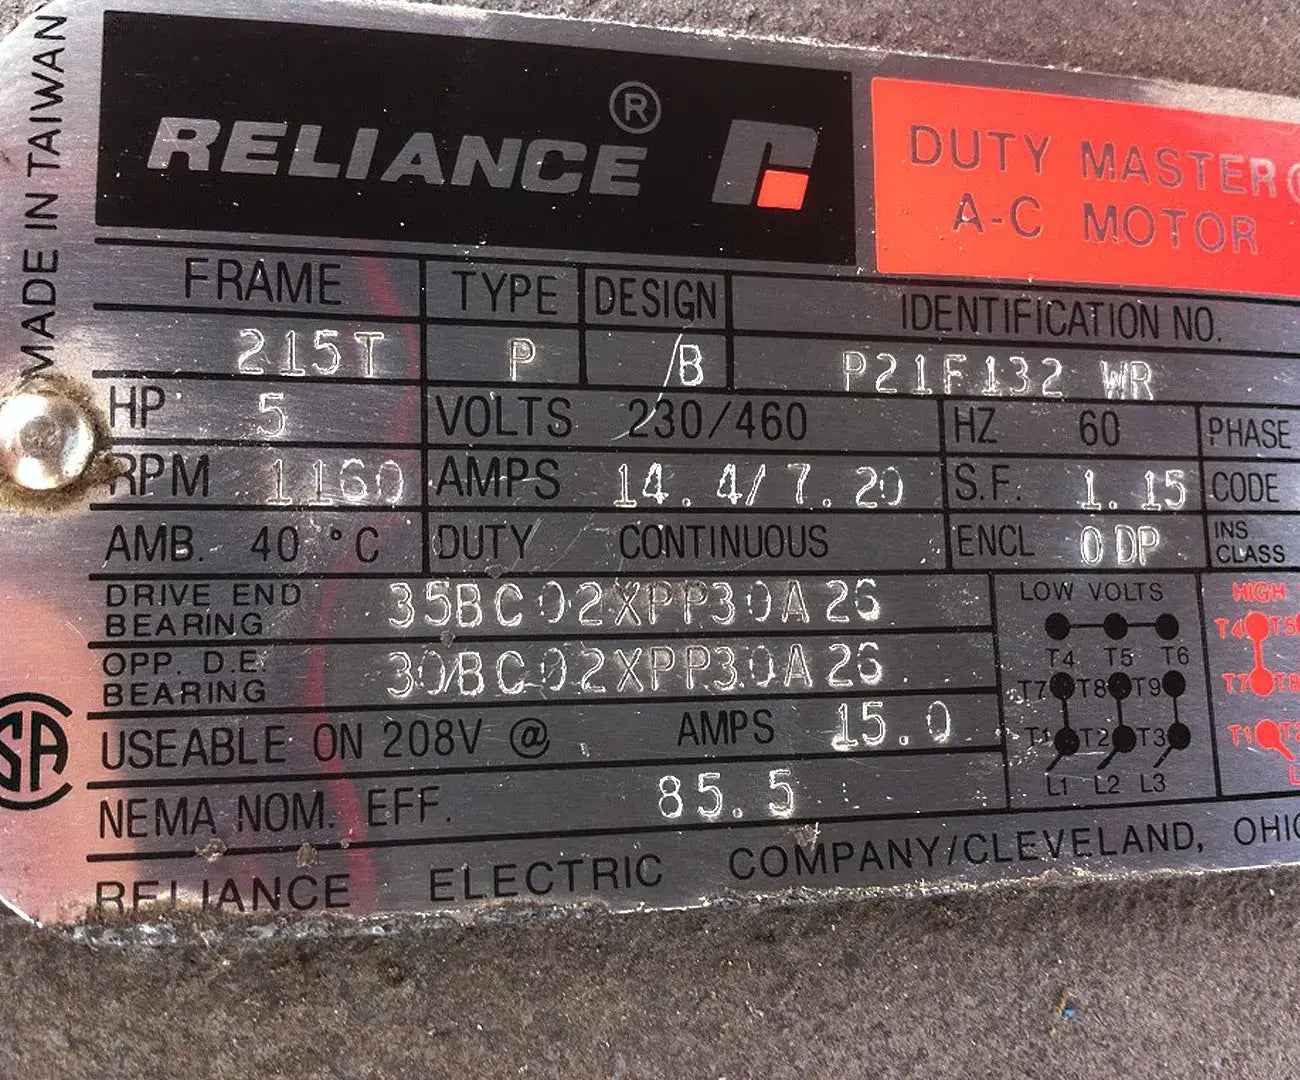 MADE IN TAIWAN
RELIANCE®
DUTY MASTER
A-C MOTOR
FRAME TYPE DESIGN IDENTIFICATION NO.
215T P /B P21F132 WR
HP 5 VOLTS 230/460 HZ 60 PHASE
RPM 1160 AMPS 14.4/7.20 S.F. 1.15 CODE
AMB. 40 °C DUTY CONTINUOUS ENCL ODP INS CLASS
DRIVE END BEARING 35BC02XPP30A26
OPP. D.E. BEARING 30BC02XPP30A26
USEABLE ON 208V @ AMPS 15.0
NEMA NOM. EFF. 85.5
LOW VOLTS
T4 T5 T6
T7 T8 T9
T1 T2 T3
L1 L2 L3
HIGH
T4 T5
T7 T8
T1 T2
SA
RELIANCE ELECTRIC COMPANY/CLEVELAND, OHIO